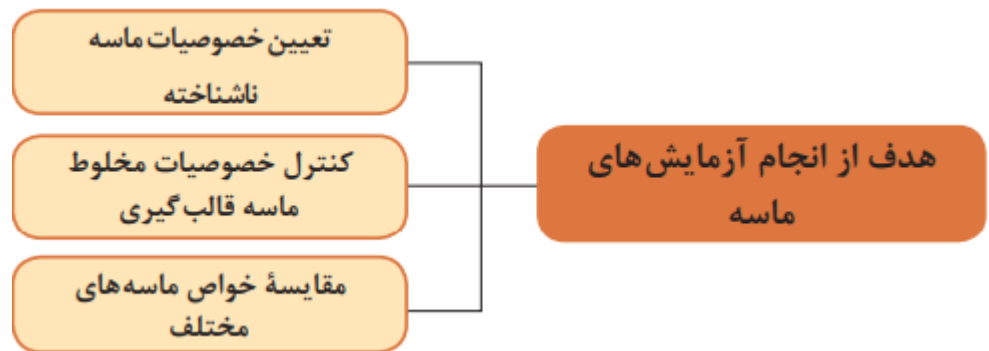 هدف از انجام آزمایش‌های
ماسه
تعیین خصوصیات ماسه
ناشناخته
کنترل خصوصیات مخلوط
ماسه قالب‌گیری
مقایسهٔ خواص ماسه‌های
مختلف